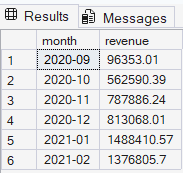 Results Messages
month revenue
1 2020-09 96353.01
2 2020-10 562590.39
3 2020-11 787886.24
4 2020-12 813068.01
5 2021-01 1488410.57
6 2021-02 1376805.7